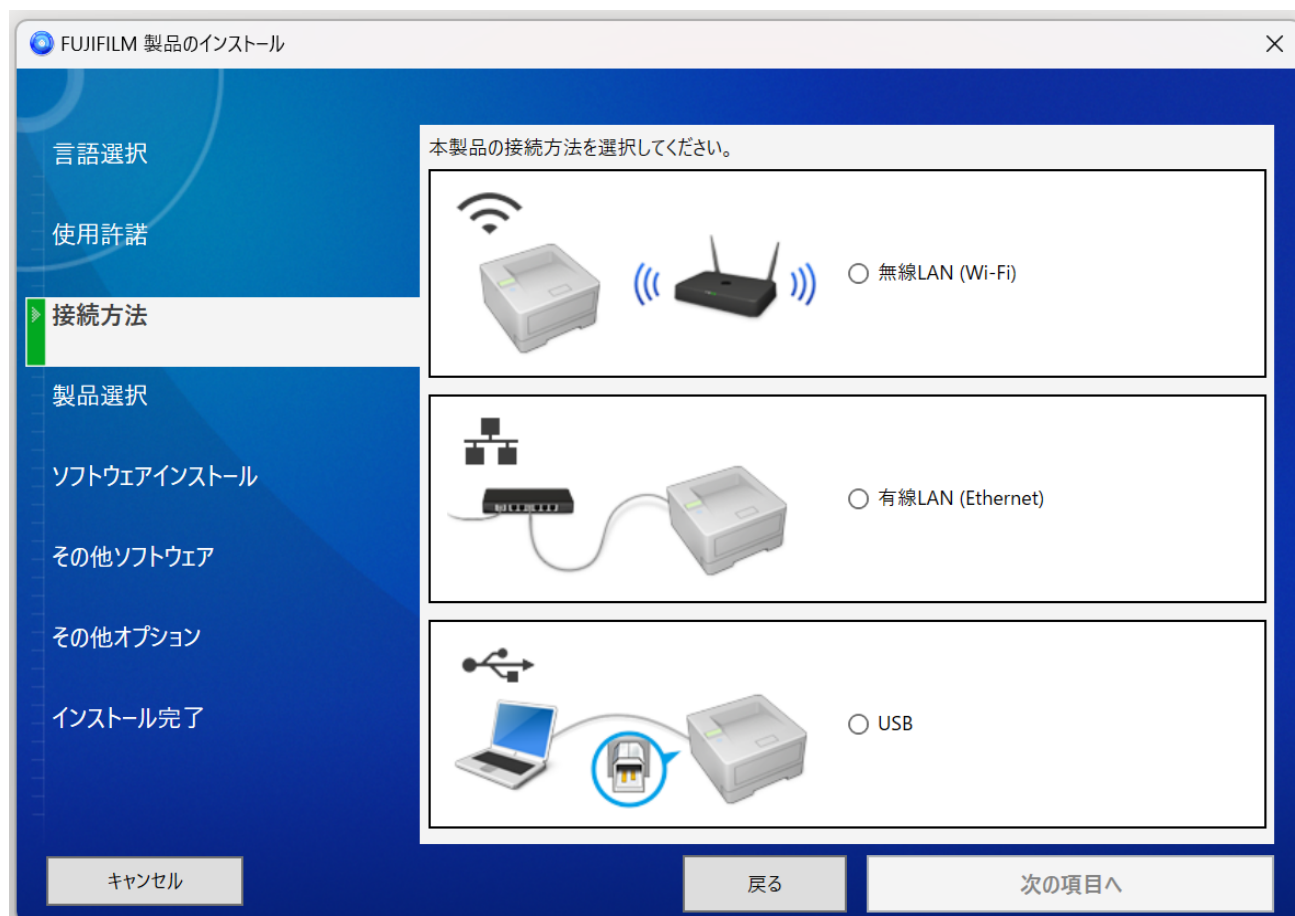 FUJIFILM 製品のインストール
言語選択
使用許諾
接続方法
製品選択
ソフトウェアインストール
その他ソフトウェア
その他オプション
インストール完了
本製品の接続方法を選択してください。
無線LAN (Wi-Fi)
有線LAN (Ethernet)
USB
キャンセル
戻る
次の項目へ